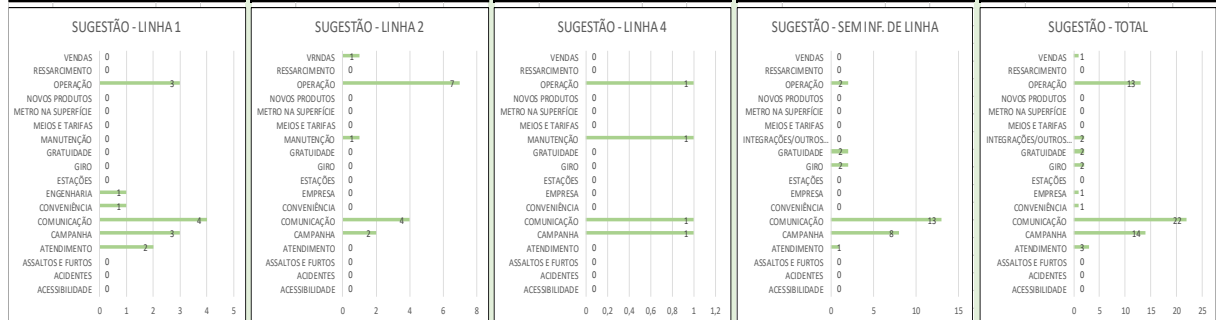 SUGESTÃO - LINHA 1
VENDAS 0
RESSARCIMENTO 0
OPERAÇÃO 3
NOVOS PRODUTOS 0
METRO NA SUPERFÍCIE 0
MEIOS E TARIFAS 0
MANUTENÇÃO 0
GRATUIDADE 0
GIRO 0
ESTAÇÕES 0
ENGENHARIA 1
CONVENIÊNCIA 1
COMUNICAÇÃO 4
CAMPANHA 3
ATENDIMENTO 2
ASSALTOS E FURTOS 0
ACIDENTES 0
ACESSIBILIDADE 0
0 1 2 3 4 5
SUGESTÃO - LINHA 2
VRNDAS 1
RESSARCIMENTO 0
OPERAÇÃO 7
NOVOS PRODUTOS 0
METRO NA SUPERFÍCIE 0
MEIOS E TARIFAS 0
MANUTENÇÃO 1
GRATUIDADE 0
GIRO 0
ESTAÇÕES 0
EMPRESA 0
CONVENIÊNCIA 0
COMUNICAÇÃO 4
CAMPANHA 2
ATENDIMENTO 0
ASSALTOS E FURTOS 0
ACIDENTES 0
ACESSIBILIDADE 0
0 2 4 6 8
SUGESTÃO - LINHA 4
VENDAS 0
RESSARCIMENTO 0
OPERAÇÃO 1
NOVOS PRODUTOS 0
METRO NA SUPERFÍCIE 0
MEIOS E TARIFAS 0
MANUTENÇÃO 1
GRATUIDADE 0
GIRO 0
ESTAÇÕES 0
EMPRESA 0
CONVENIÊNCIA 0
COMUNICAÇÃO 1
CAMPANHA 1
ATENDIMENTO 0
ASSALTOS E FURTOS 0
ACIDENTES 0
ACESSIBILIDADE 0
0 0,2 0,4 0,6 0,8 1 1,2
SUGESTÃO - SEM INF. DE LINHA
VENDAS 0
RESSARCIMENTO 0
OPERAÇÃO 2
NOVOS PRODUTOS 0
METRO NA SUPERFÍCIE 0
MEIOS E TARIFAS 0
INTEGRAÇÕES/OUTROS... 0
GRATUIDADE 2
GIRO 2
ESTAÇÕES 0
EMPRESA 0
CONVENIÊNCIA 0
COMUNICAÇÃO 13
CAMPANHA 8
ATENDIMENTO 1
ASSALTOS E FURTOS 0
ACIDENTES 0
ACESSIBILIDADE 0
0 5 10 15
SUGESTÃO - TOTAL
VENDAS 1
RESSARCIMENTO 0
OPERAÇÃO 13
NOVOS PRODUTOS 0
METRO NA SUPERFÍCIE 0
MEIOS E TARIFAS 0
INTEGRAÇÕES/OUTROS... 2
GRATUIDADE 2
GIRO 2
ESTAÇÕES 0
EMPRESA 1
CONVENIÊNCIA 1
COMUNICAÇÃO 22
CAMPANHA 14
ATENDIMENTO 3
ASSALTOS E FURTOS 0
ACIDENTES 0
ACESSIBILIDADE 0
0 5 10 15 20 25